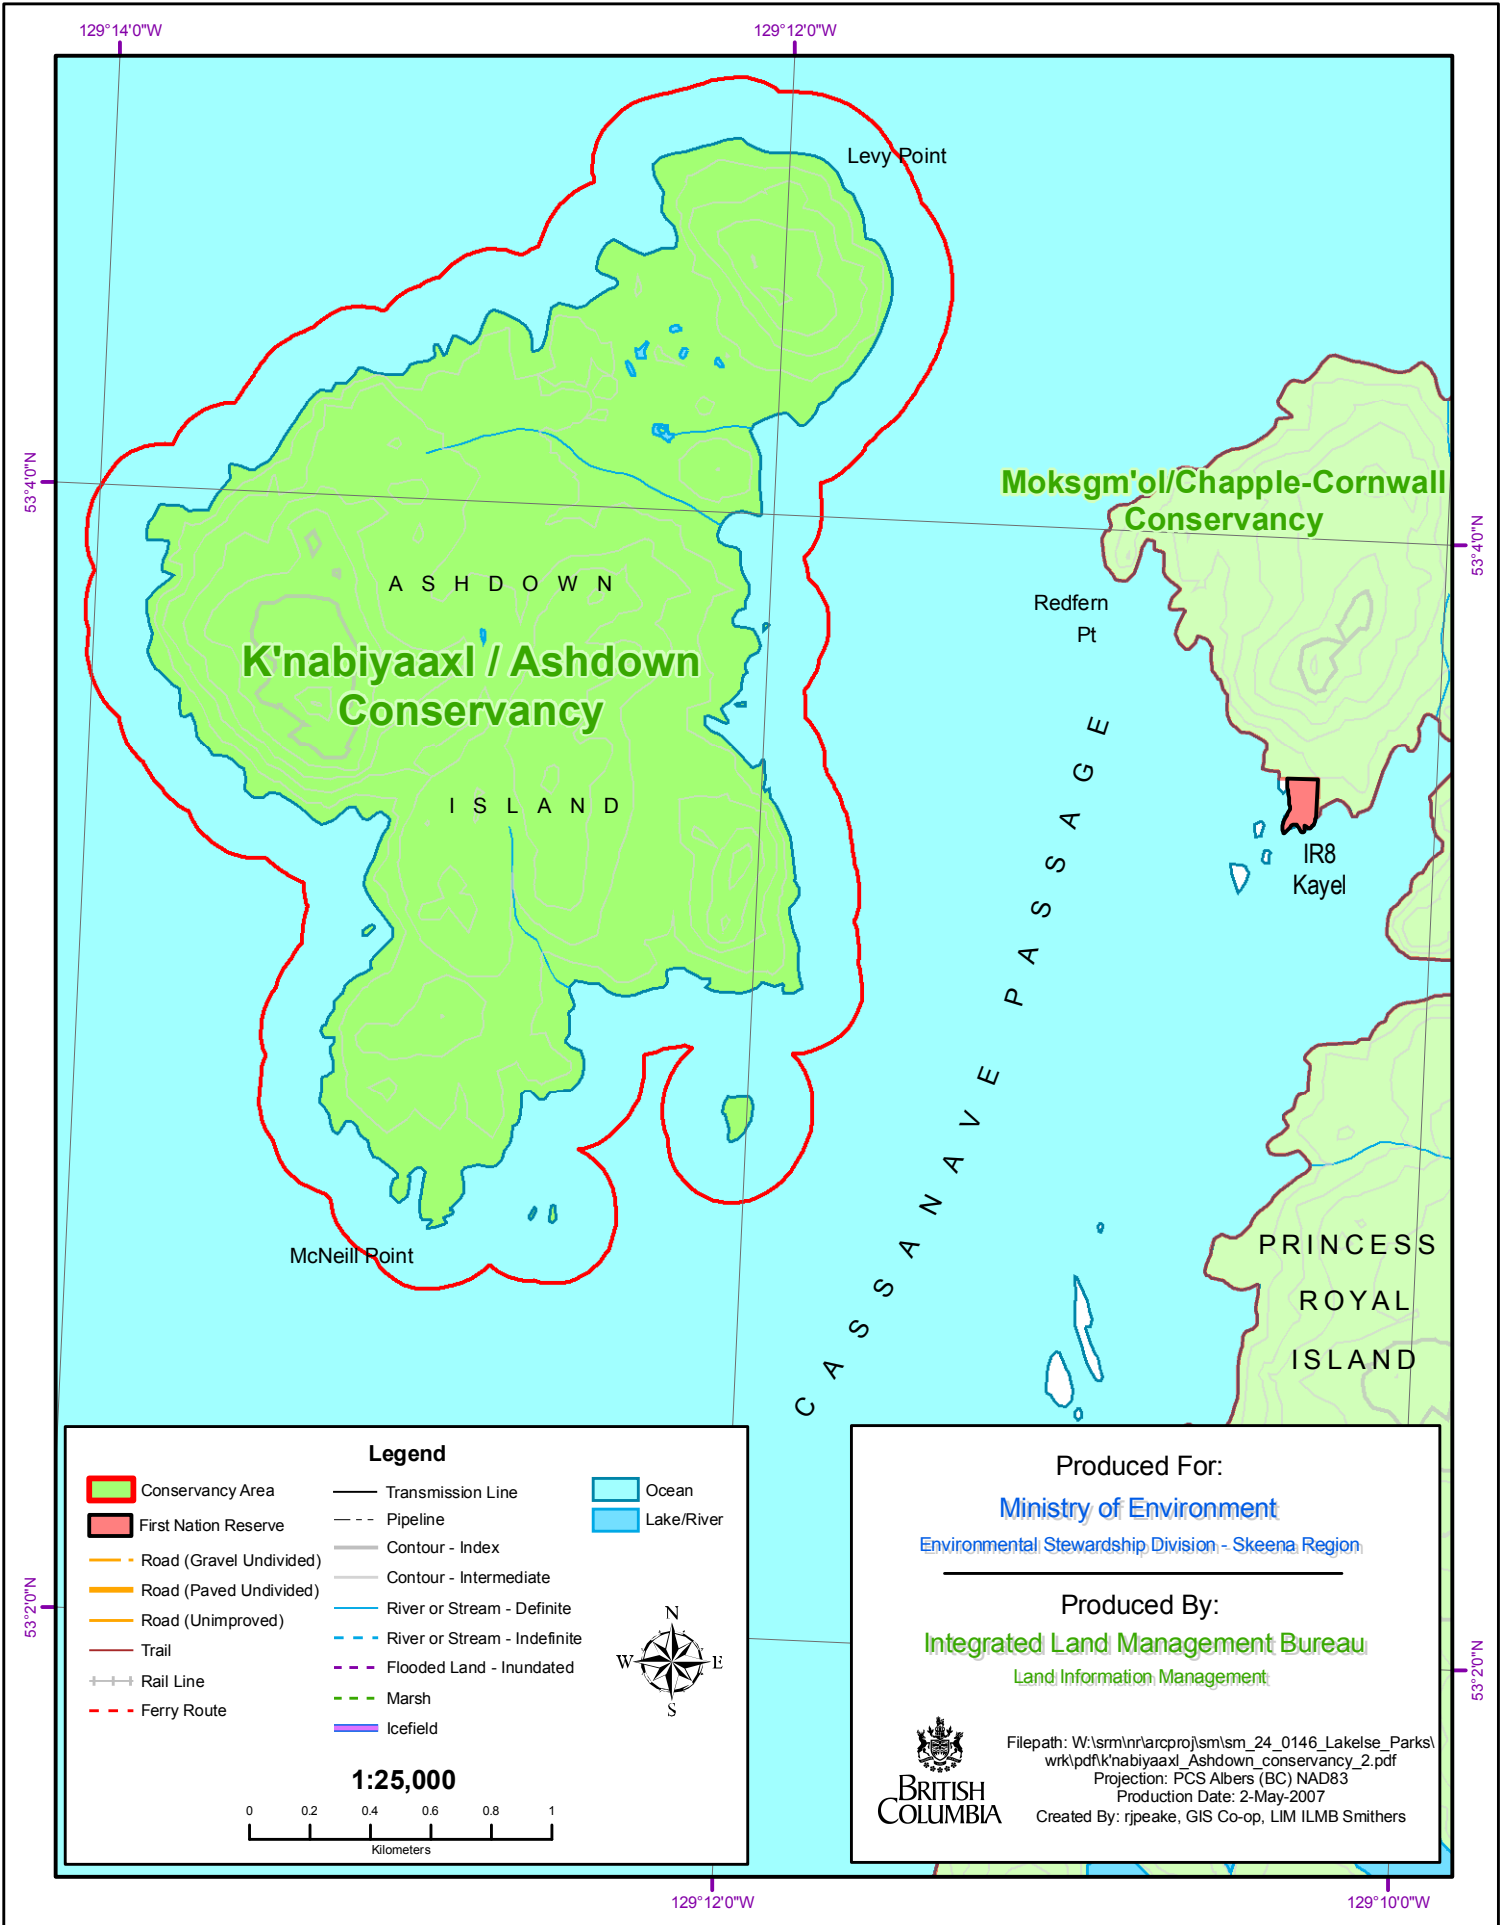 129°14'0"W
129°12'0"W
Levy Point
53°4'0"N
Moksgm'ol/Chapple-Cornwall
Conservancy
53°4'0"N
ASHDOWN
Redfern
Pt
K'nabiyaaxl / Ashdown
Conservancy
ISLAND
IR8
Kayel
CASSANAVE PASSAGE
McNeill Point
PRINCESS
ROYAL
ISLAND
Legend
Conservancy Area
First Nation Reserve
Road (Gravel Undivided)
Road (Paved Undivided)
Road (Unimproved)
Trail
Rail Line
Ferry Route
Transmission Line
Pipeline
Contour - Index
Contour - Intermediate
River or Stream - Definite
River or Stream - Indefinite
Flooded Land - Inundated
Marsh
Icefield
Ocean
Lake/River
N
W E
S
1:25,000
0 0.2 0.4 0.6 0.8 1
Kilometers
Produced For:
Ministry of Environment
Environmental Stewardship Division - Skeena Region
Produced By:
Integrated Land Management Bureau
Land Information Management
BRITISH
COLUMBIA
Filepath: W:\srm\nr\arcproj\sm\sm_24_0146_Lakelse_Parks\
wrk\pdf\k'nabiyaaxl_Ashdown_conservancy_2.pdf
Projection: PCS Albers (BC) NAD83
Production Date: 2-May-2007
Created By: rjpeake, GIS Co-op, LIM ILMB Smithers
53°2'0"N
53°2'0"N
129°12'0"W
129°10'0"W